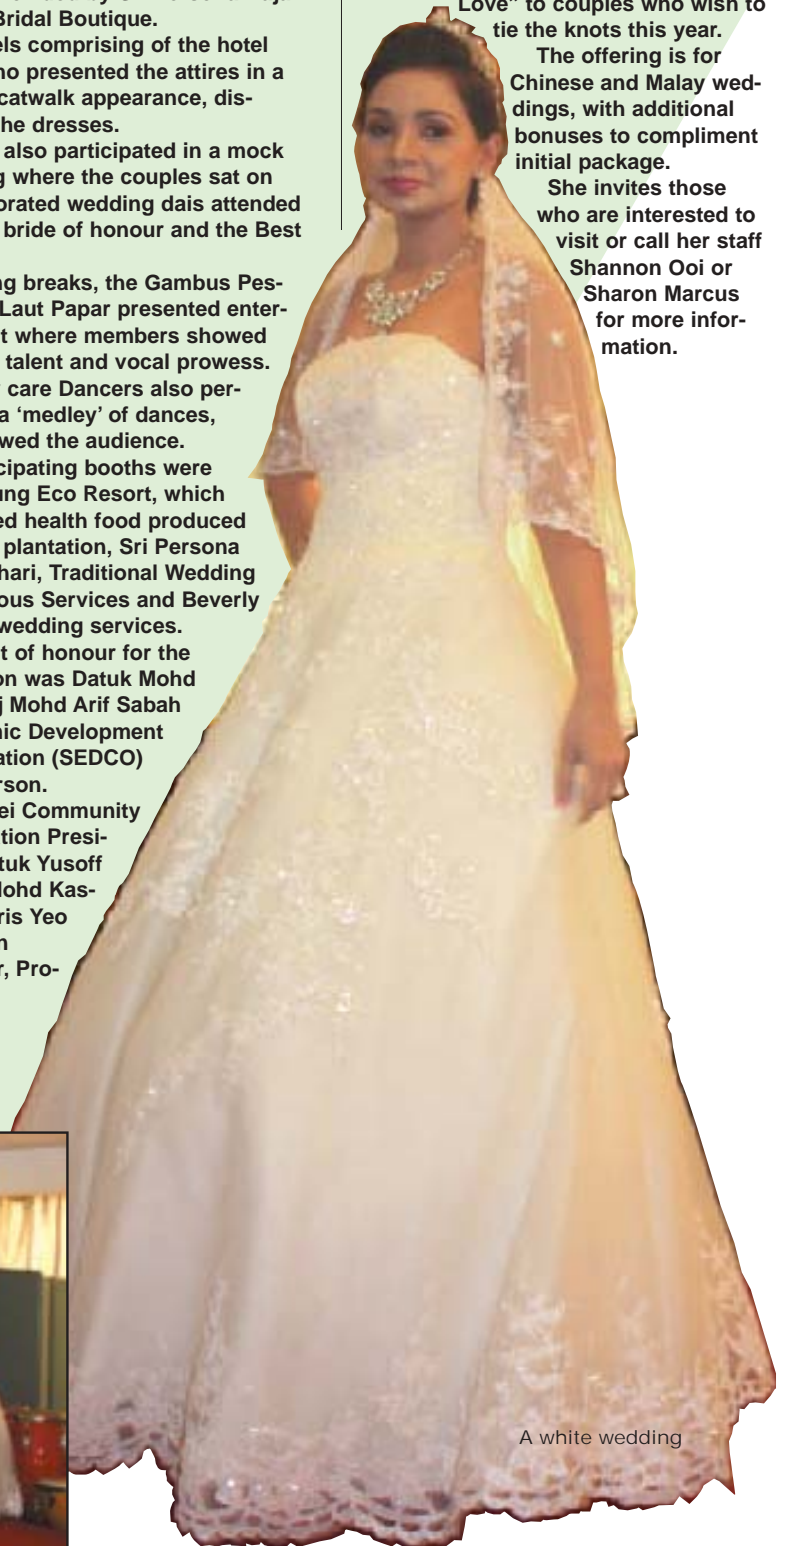 Bridal Boutique.
els comprising of the hotel
ho presented the attires in a
catwalk appearance, dis-
he dresses.
also participated in a mock
g where the couples sat on
orated wedding dais attended
bride of honour and the Best
ng breaks, the Gambus Pes-
Laut Papar presented enter-
t where members showed
talent and vocal prowess.
care Dancers also per-
a ‘medley’ of dances,
wed the audience.
cipating booths were
ung Eco Resort, which
ed health food produced
plantation, Sri Persona
hari, Traditional Wedding
ous Services and Beverly
wedding services.
t of honour for the
on was Datuk Mohd
j Mohd Arif Sabah
nic Development
ation (SEDCO)
rson.
ei Community
tion Presi-
tuk Yusoff
Mohd Kas-
ris Yeo
n
r, Pro-
Love” to couples who wish to
tie the knots this year.
The offering is for
Chinese and Malay wed-
dings, with additional
bonuses to compliment
initial package.
She invites those
who are interested to
visit or call her staff
Shannon Ooi or
Sharon Marcus
for more infor-
mation.
A white wedding